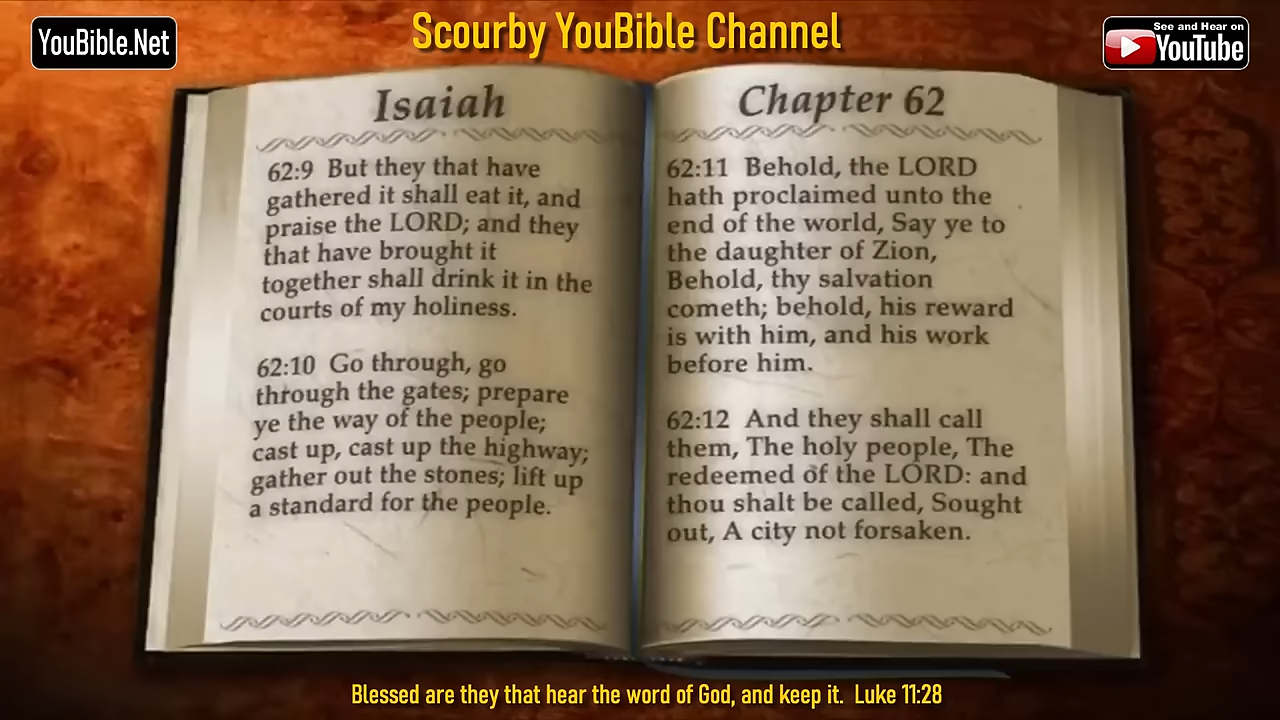 YouBible.Net
Scourby YouBible Channel
See and Hear on
YouTube
Isaiah
62:9 But they that have
gathered it shall eat it, and
praise the LORD; and they
that have brought it
together shall drink it in the
courts of my holiness.
62:10 Go through, go
through the gates; prepare
ye the way of the people;
cast up, cast up the highway;
gather out the stones; lift up
a standard for the people.
Chapter 62
62:11 Behold, the LORD
hath proclaimed unto the
end of the world, Say ye to
the daughter of Zion,
Behold, thy salvation
cometh; behold, his reward
is with him, and his work
before him.
62:12 And they shall call
them, The holy people, The
redeemed of the LORD: and
thou shalt be called, Sought
out, A city not forsaken.
Blessed are they that hear the word of God, and keep it. Luke 11:28